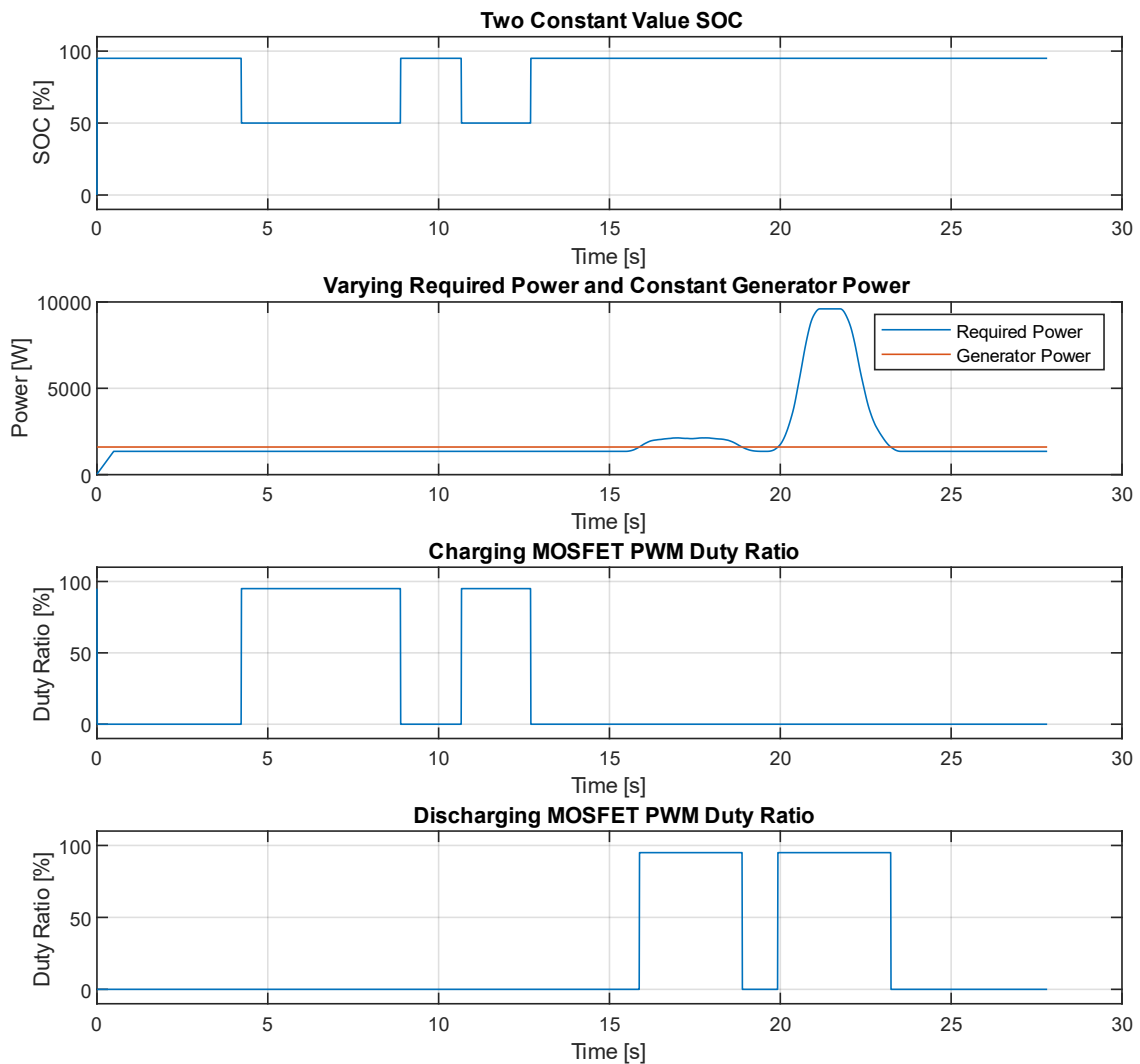 Two Constant Value SOC
100
50
0
SOC [%]
0 5 10 15 20 25 30
Time [s]
Varying Required Power and Constant Generator Power
10000
5000
0
Power [W]
Required Power
Generator Power
0 5 10 15 20 25 30
Time [s]
Charging MOSFET PWM Duty Ratio
100
50
0
Duty Ratio [%]
0 5 10 15 20 25 30
Time [s]
Discharging MOSFET PWM Duty Ratio
100
50
0
Duty Ratio [%]
0 5 10 15 20 25 30
Time [s]